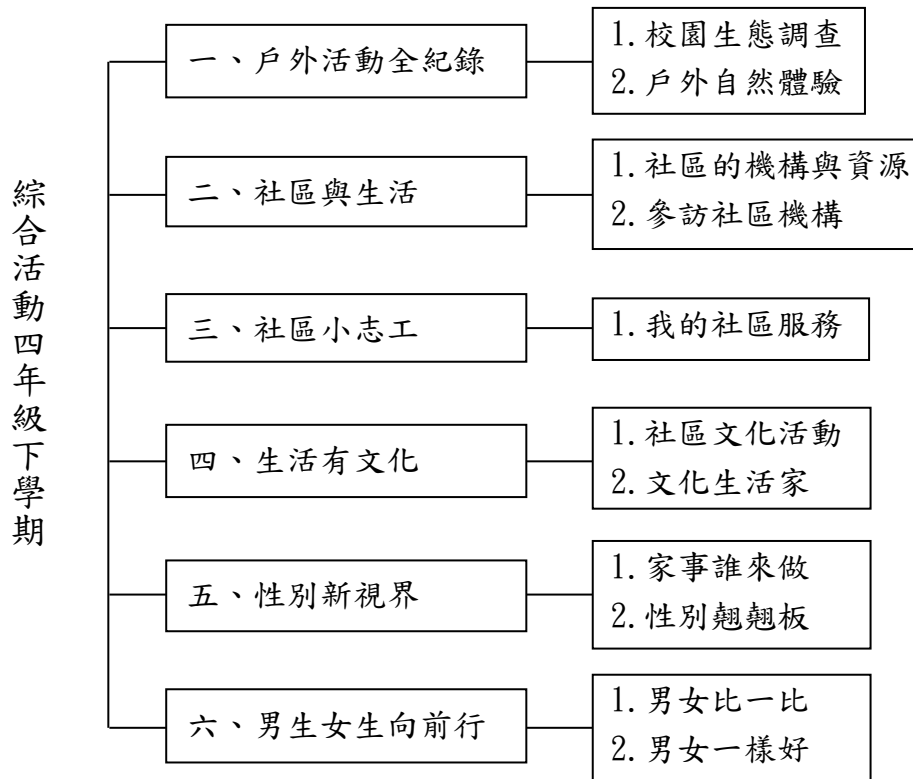 綜合活動四年級下學期
一、戶外活動全紀錄
1.校園生態調查
2.戶外自然體驗
二、社區與生活
1.社區的機構與資源
2.參訪社區機構
三、社區小志工
1.我的社區服務
四、生活有文化
1.社區文化活動
2.文化生活家
五、性別新視界
1.家事誰來做
2.性別翹翹板
六、男生女生向前行
1.男女比一比
2.男女一樣好